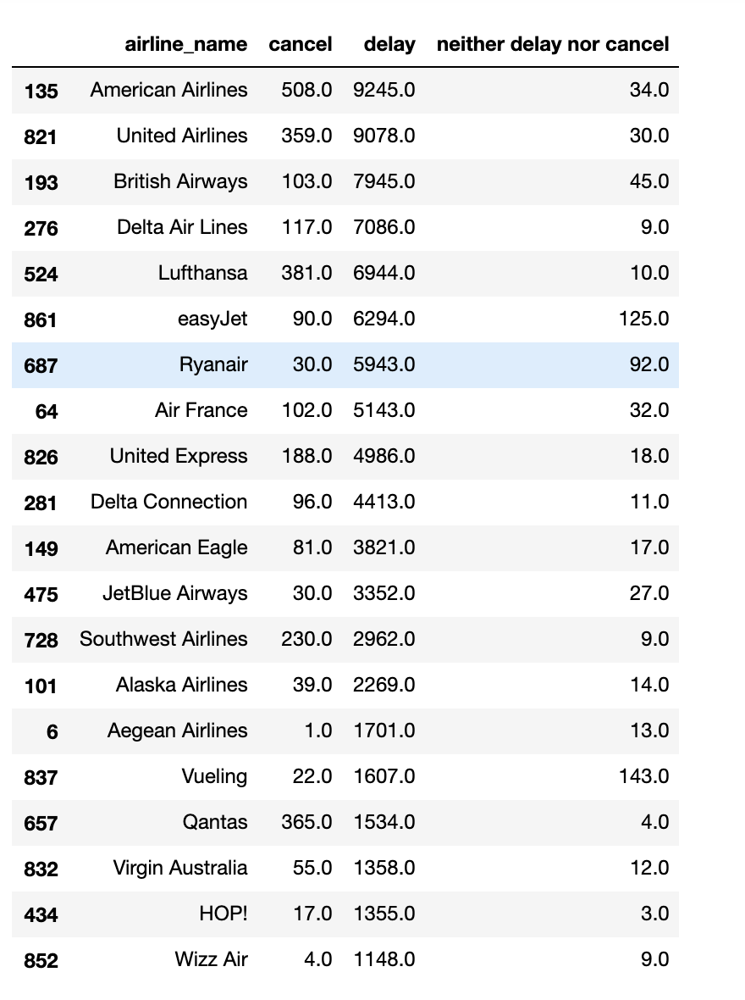 airline_name cancel delay neither delay nor cancel
135 American Airlines 508.0 9245.0 34.0
821 United Airlines 359.0 9078.0 30.0
193 British Airways 103.0 7945.0 45.0
276 Delta Air Lines 117.0 7086.0 9.0
524 Lufthansa 381.0 6944.0 10.0
861 easyJet 90.0 6294.0 125.0
687 Ryanair 30.0 5943.0 92.0
64 Air France 102.0 5143.0 32.0
826 United Express 188.0 4986.0 18.0
281 Delta Connection 96.0 4413.0 11.0
149 American Eagle 81.0 3821.0 17.0
475 JetBlue Airways 30.0 3352.0 27.0
728 Southwest Airlines 230.0 2962.0 9.0
101 Alaska Airlines 39.0 2269.0 14.0
6 Aegean Airlines 1.0 1701.0 13.0
837 Vueling 22.0 1607.0 143.0
657 Qantas 365.0 1534.0 4.0
832 Virgin Australia 55.0 1358.0 12.0
434 HOP! 17.0 1355.0 3.0
852 Wizz Air 4.0 1148.0 9.0